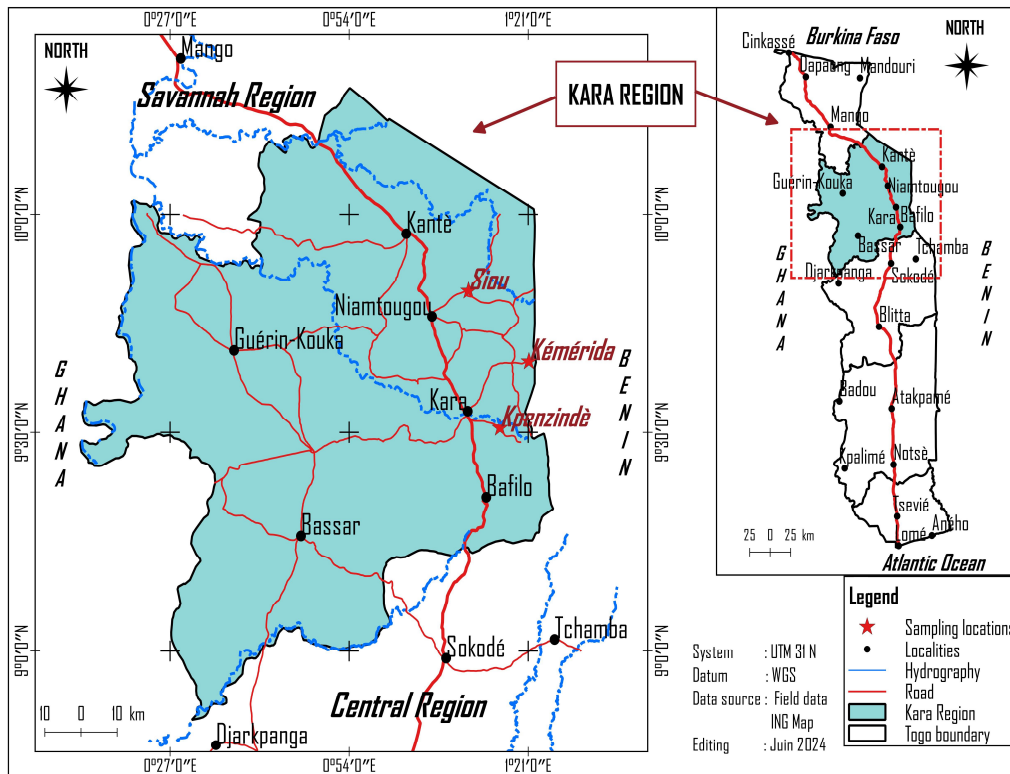 0°27'0"E
0°54'0"E
1°21'0"E
NORTH
Mango
Savannah Region
KARA REGION
10°0'0"N
10°0'0"N
Kantè
Siou
Niamtougou
Guérin-Kouka
Kémérida
GHANA
BENIN
Kara
Kpenzindè
9°30'0"N
9°30'0"N
Bafilo
Bassar
Tchamba
Sokodé
9°0'0"N
9°0'0"N
Central Region
10 0 10 km
Djarkpanga
0°27'0"E
0°54'0"E
1°21'0"E
Burkina Faso
NORTH
Cinkassé
Dapaong
Mandouri
Mango
Kantè
Guérin-Kouka
Niamtougou
Kara
Bafilo
Bassar
Tchamba
Djarkpanga
Sokodé
GHANA
BENIN
Blitta
Badou
Atakpamé
Kpalimé
Notsè
Tsevié
25 0 25 km
Aného
Lomé
Atlantic Ocean
System : UTM 31 N
Datum : WGS
Data source : Field data
ING Map
Editing : Juin 2024
Legend
Sampling locations
Localities
Hydrography
Road
Kara Region
Togo boundary